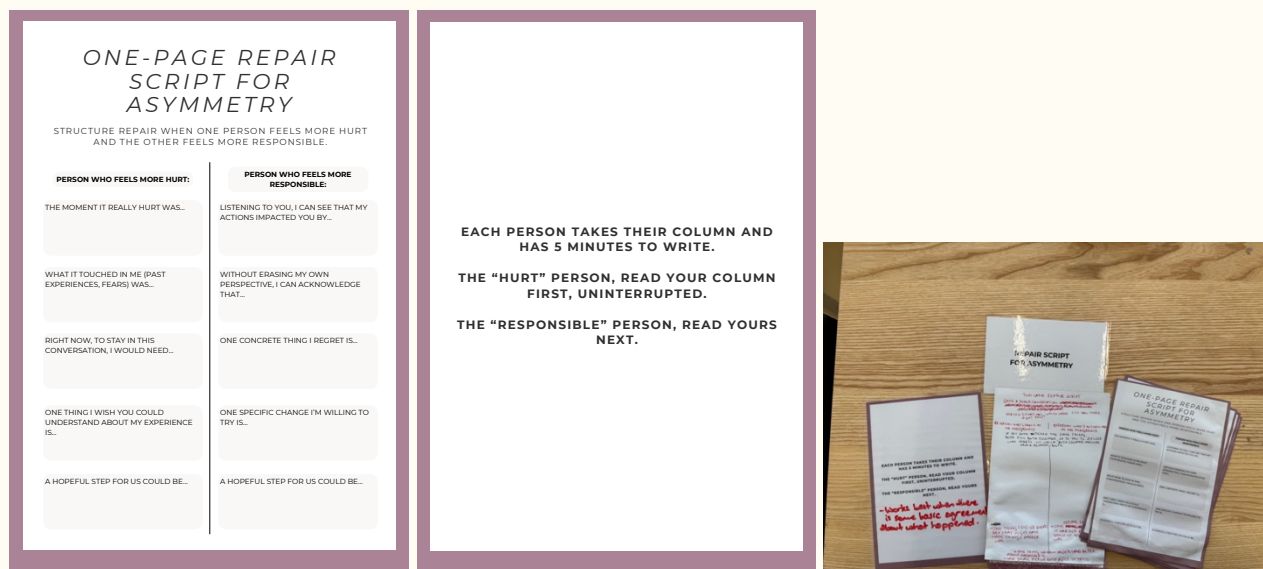 ONE-PAGE REPAIR
SCRIPT FOR
ASYMMETRY
STRUCTURE REPAIR WHEN ONE PERSON FEELS MORE HURT
AND THE OTHER FEELS MORE RESPONSIBLE.
PERSON WHO FEELS MORE HURT:
THE MOMENT IT REALLY HURT WAS...
WHAT IT TOUCHED IN ME (PAST
EXPERIENCES, FEARS) WAS...
RIGHT NOW, TO STAY IN THIS
CONVERSATION, I WOULD NEED...
ONE THING I WISH YOU COULD
UNDERSTAND ABOUT MY EXPERIENCE
IS...
A HOPEFUL STEP FOR US COULD BE...
PERSON WHO FEELS MORE
RESPONSIBLE:
LISTENING TO YOU, I CAN SEE THAT MY
ACTIONS IMPACTED YOU BY...
WITHOUT ERASING MY OWN
PERSPECTIVE, I CAN ACKNOWLEDGE
THAT...
ONE CONCRETE THING I REGRET IS...
ONE SPECIFIC CHANGE I'M WILLING TO
TRY IS...
A HOPEFUL STEP FOR US COULD BE...
EACH PERSON TAKES THEIR COLUMN AND
HAS 5 MINUTES TO WRITE.
THE “HURT” PERSON, READ YOUR COLUMN
FIRST, UNINTERRUPTED.
THE “RESPONSIBLE” PERSON, READ YOURS
NEXT.
REPAIR SCRIPT
FOR ASYMMETRY
EACH PERSON TAKES THEIR COLUMN AND
HAS 5 MINUTES TO WRITE.
THE “HURT” PERSON, READ YOUR COLUMN
FIRST, UNINTERRUPTED.
THE “RESPONSIBLE” PERSON, READ YOURS
NEXT.
- Works best when there
is some basic agreement
about what happened.
ONE-PAGE REPAIR
SCRIPT FOR
ASYMMETRY